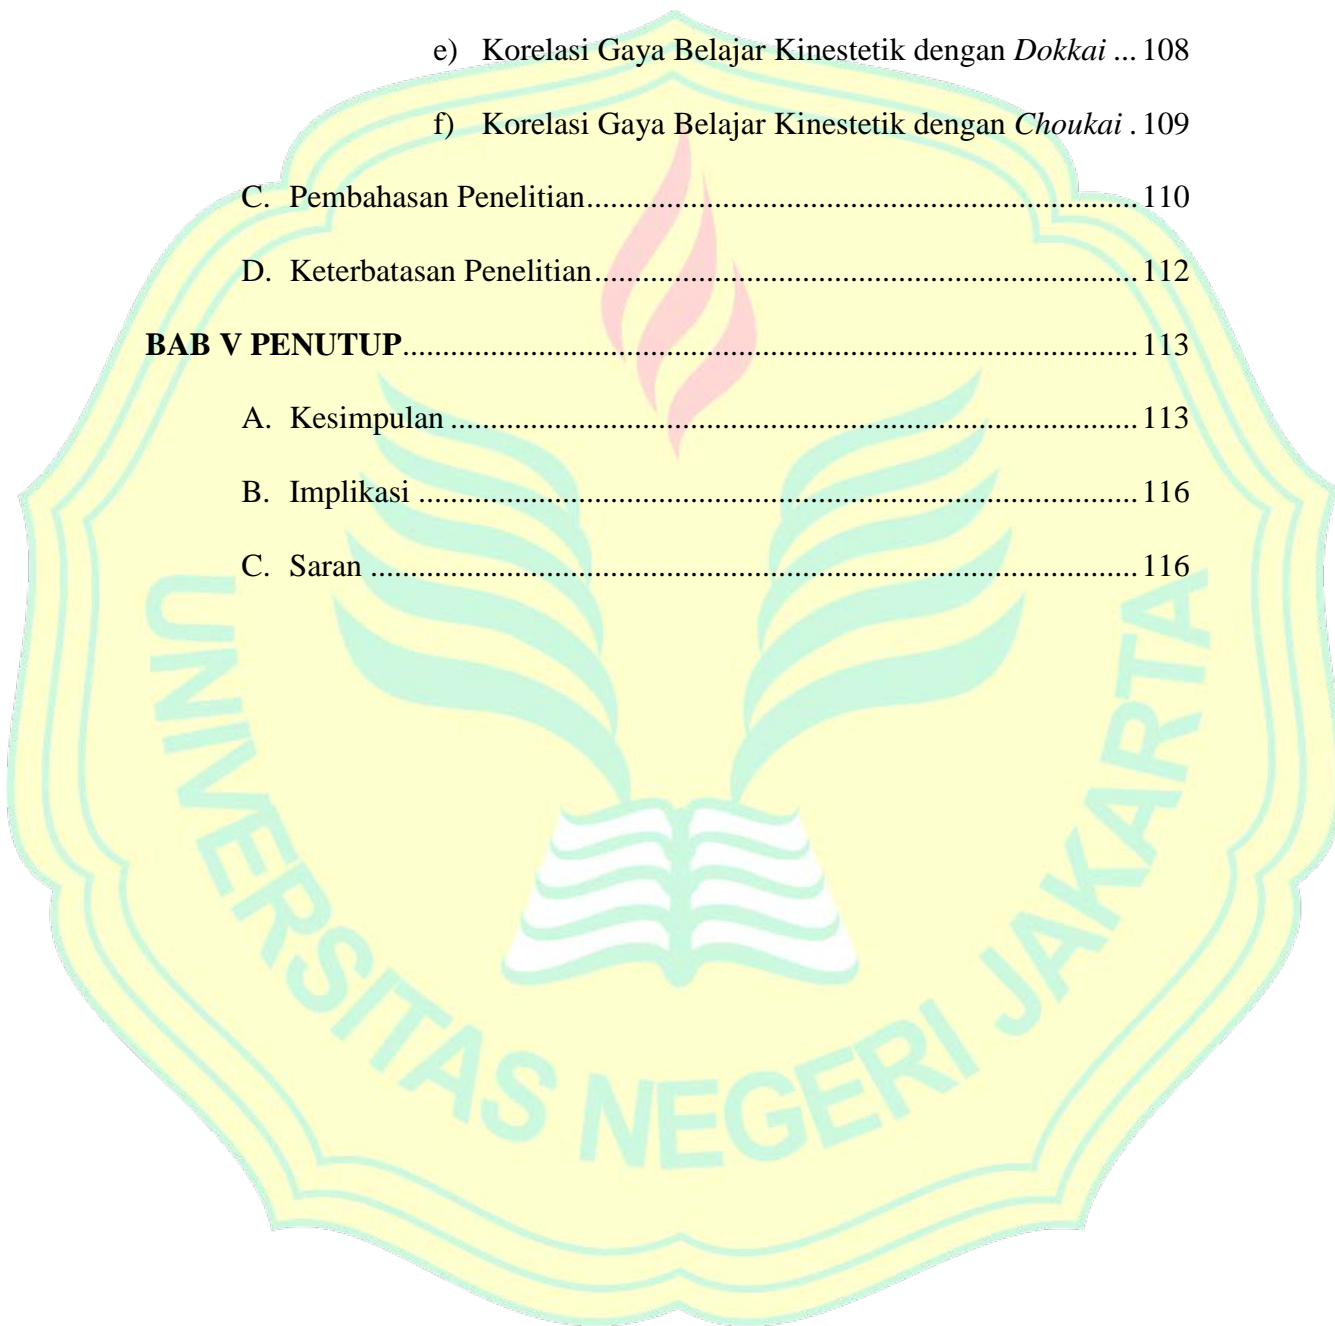 e) Korelasi Gaya Belajar Kinestetik dengan Dokkai ... 108
f) Korelasi Gaya Belajar Kinestetik dengan Choukai . 109
C. Pembahasan Penelitian.................................................................... 110
D. Keterbatasan Penelitian................................................................... 112
BAB V PENUTUP.......................................................................................... 113
A. Kesimpulan ..................................................................................... 113
B. Implikasi ......................................................................................... 116
C. Saran ............................................................................................... 116
UNIVERSITAS NEGERI JAKARTA